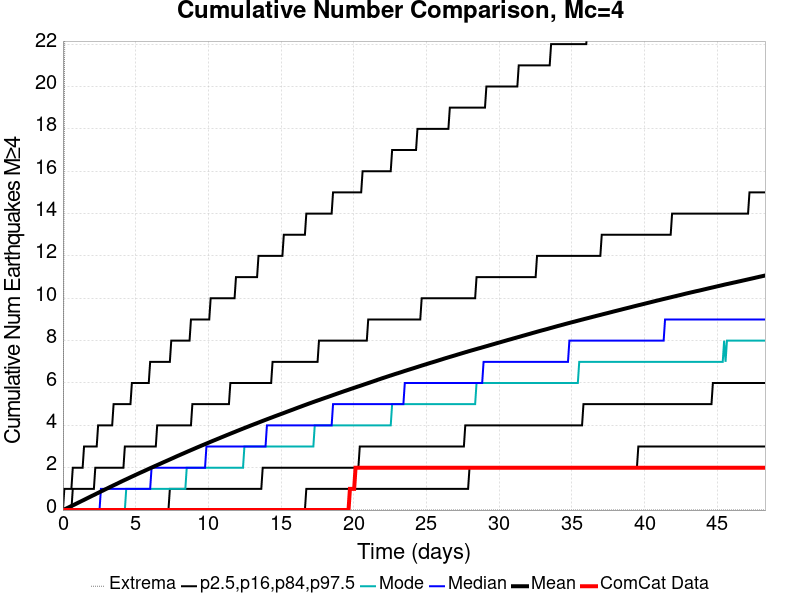 Cumulative Number Comparison, Mc=4
Cumulative Num Earthquakes M≥4
22
20
18
16
14
12
10
8
6
4
2
0
0 5 10 15 20 25 30 35 40 45
Time (days)
Extrema p2.5,p16,p84,p97.5 Mode Median Mean ComCat Data